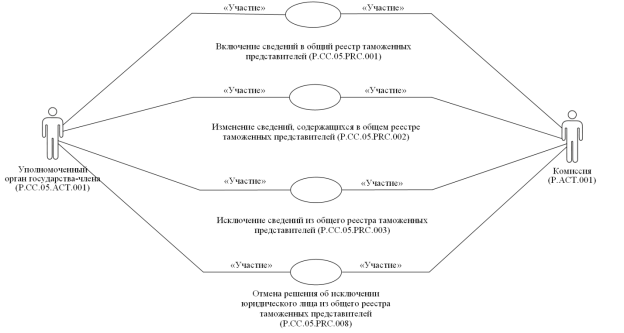 «Участие» «Участие»
Включение сведений в общий реестр таможенных
представителей (P.CC.05.PRC.001)
«Участие» «Участие»
Изменение сведений, содержащихся в общем реестре
таможенных представителей (P.CC.05.PRC.002)
Уполномоченный
орган государства-члена
(P.CC.05.ACT.001)
Комиссия
(P.ACT.001)
«Участие» «Участие»
Исключение сведений из общего реестра таможенных
представителей (P.CC.05.PRC.003)
«Участие» «Участие»
Отмена решения об исключении
юридического лица из общего реестра
таможенных представителей
(P.CC.05.PRC.008)